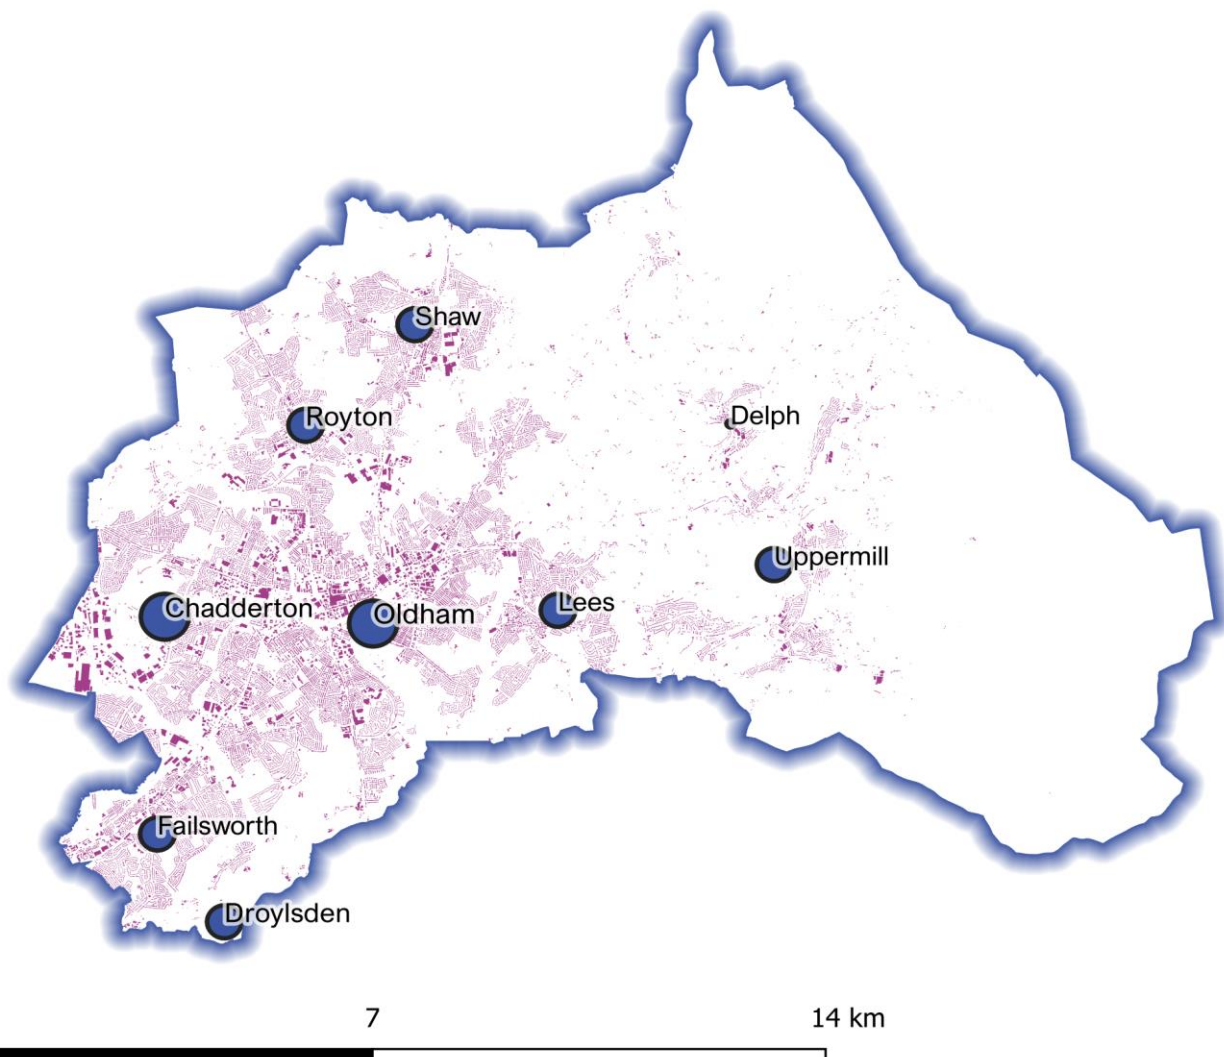 Shaw
Royton
Delph
Uppermill
Chadderton
Oldham
Lees
Failsworth
Droylsden
7
14 km